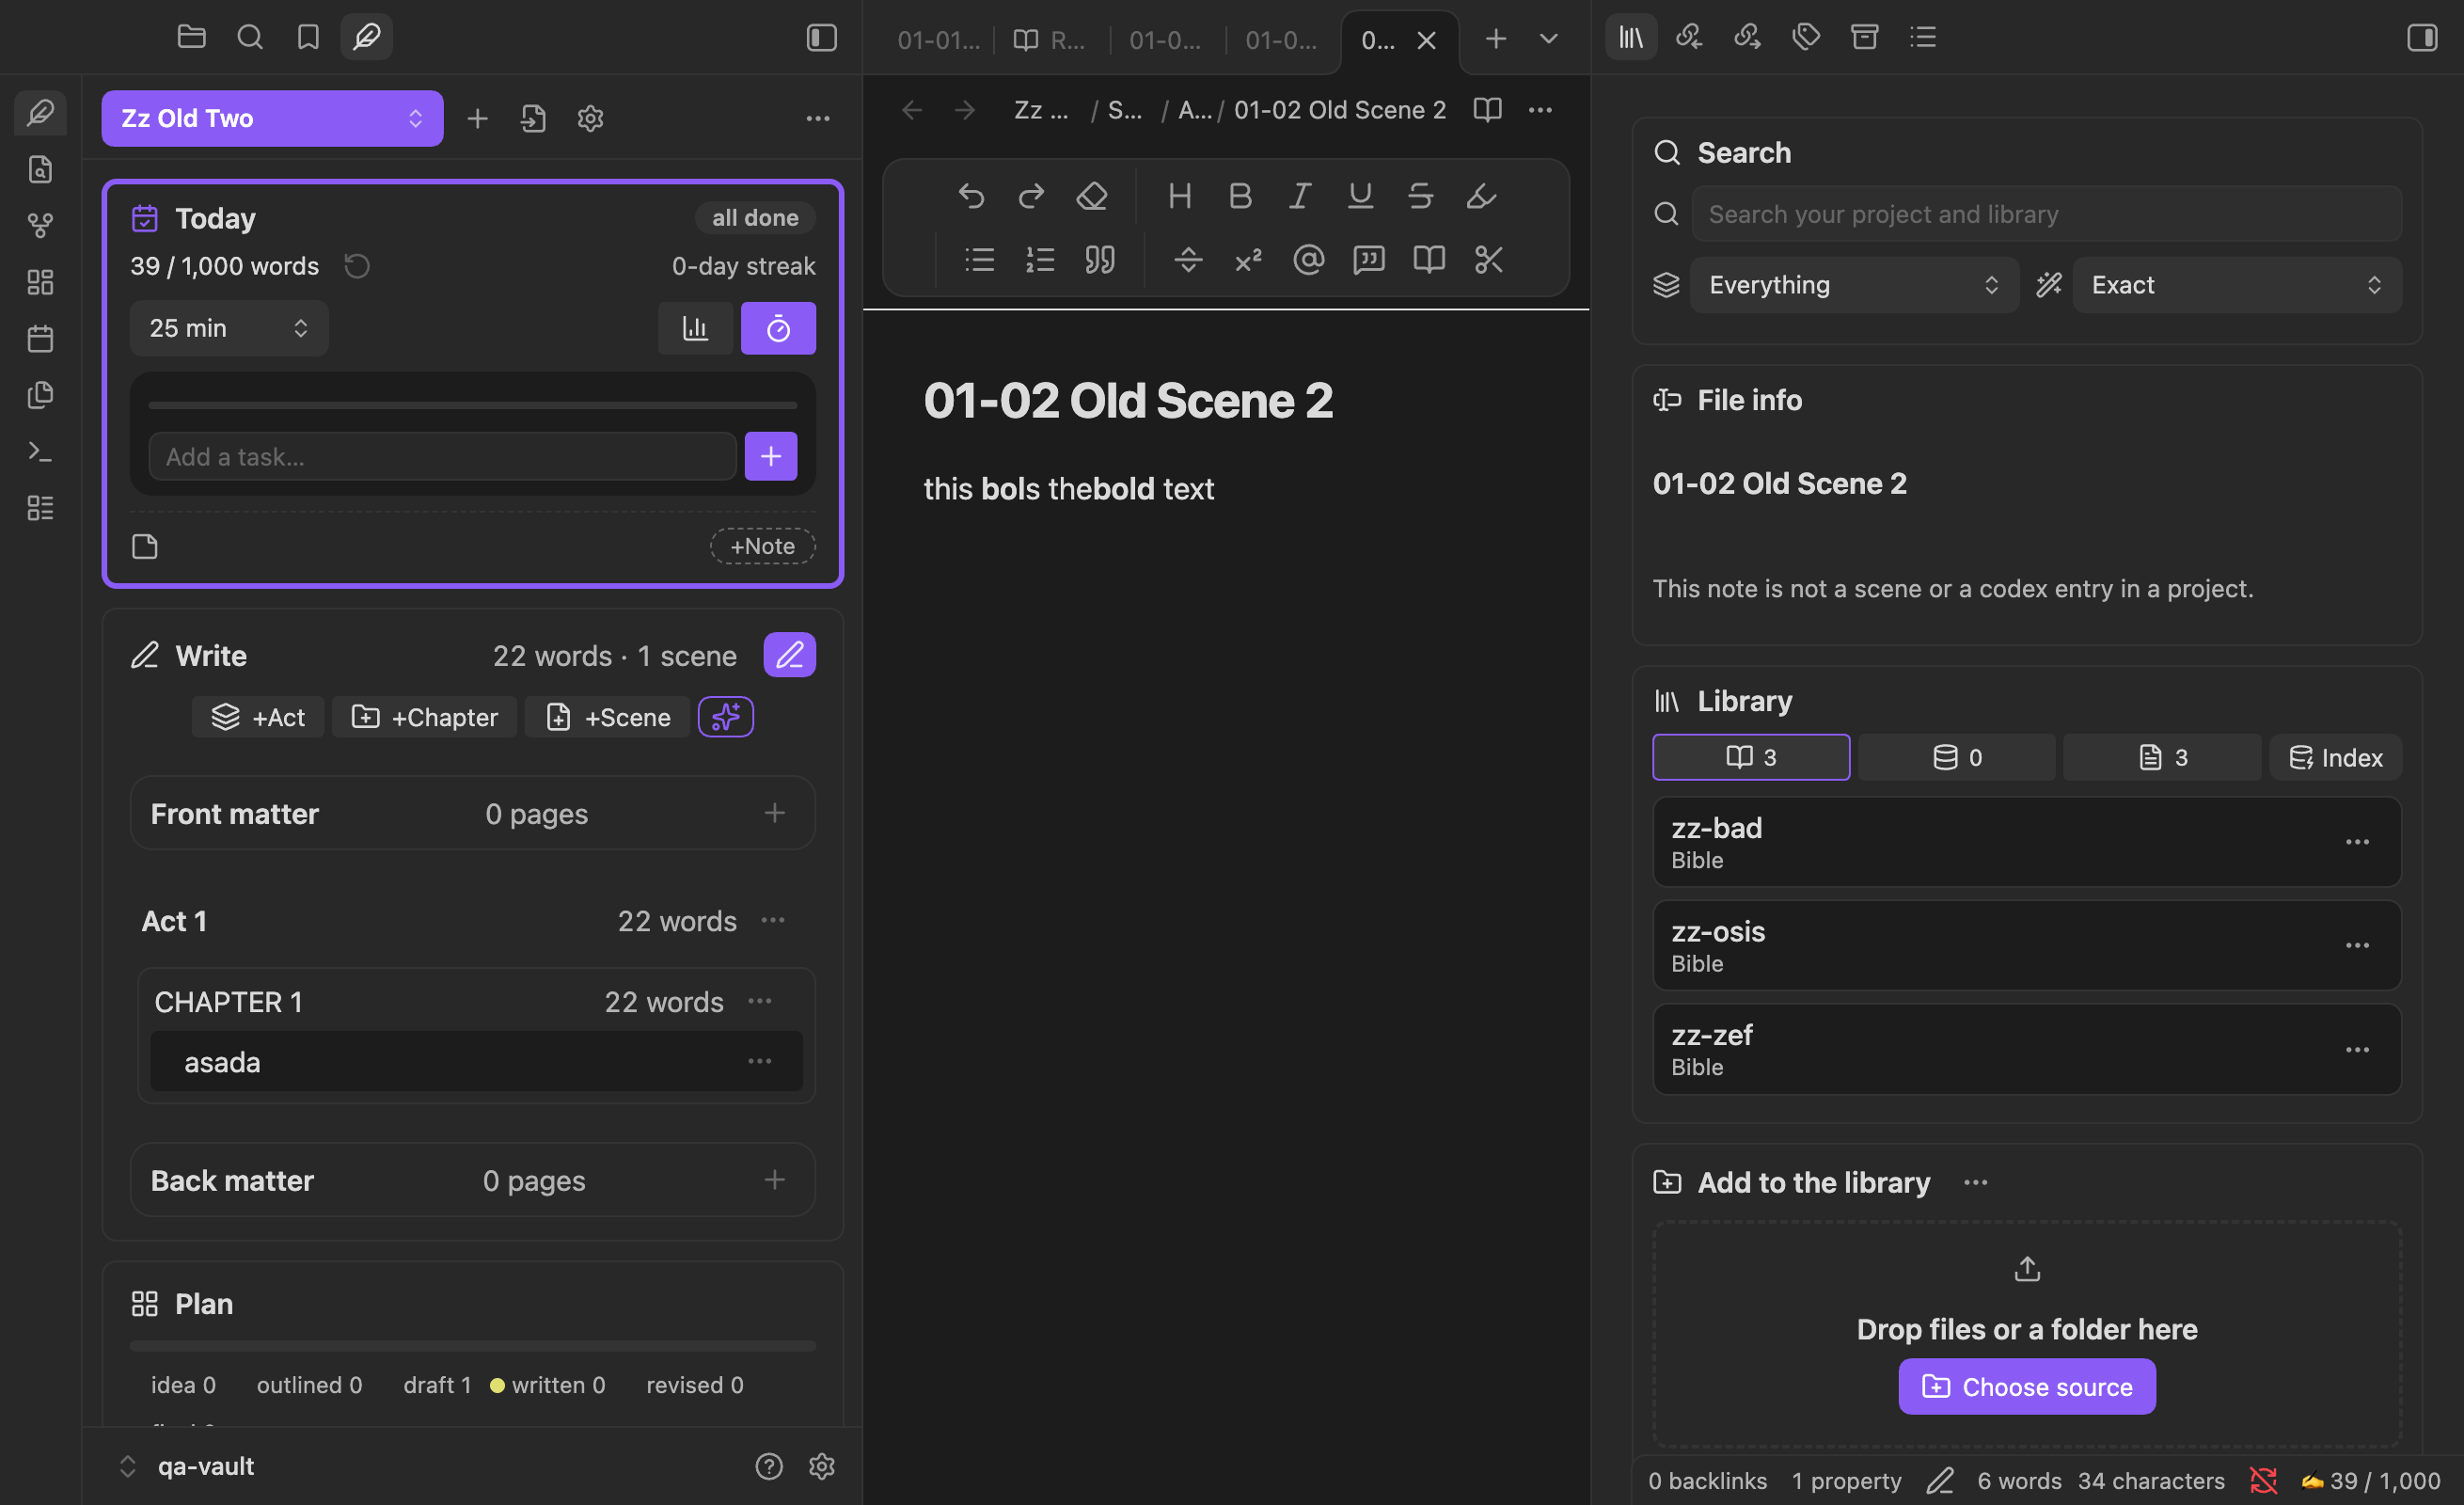 01-01...
R...
01-0...
01-0...
0...
Zz Old Two
Zz ... / S... / A... / 01-02 Old Scene 2
Today
all done
39 / 1,000 words
0-day streak
25 min
Add a task...
+Note
Write
22 words · 1 scene
+Act
+Chapter
+Scene
Front matter
0 pages
Act 1
22 words
CHAPTER 1
22 words
asada
Back matter
0 pages
Plan
idea 0
outlined 0
draft 1
written 0
revised 0
qa-vault
01-02 Old Scene 2
this bols thebold text
Search
Search your project and library
Everything
Exact
File info
01-02 Old Scene 2
This note is not a scene or a codex entry in a project.
Library
3
0
3
Index
zz-bad
Bible
zz-osis
Bible
zz-zef
Bible
Add to the library
Drop files or a folder here
Choose source
0 backlinks
1 property
6 words
34 characters
39 / 1,000